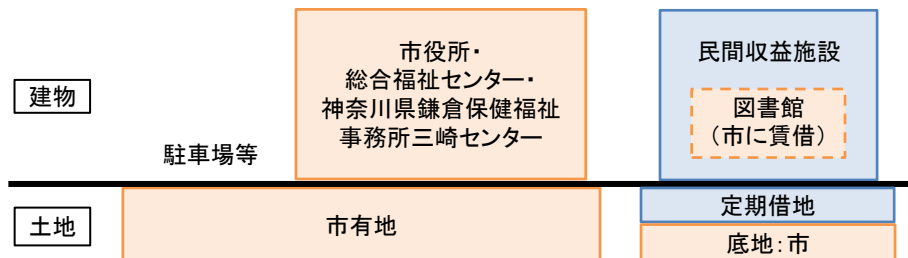 建物
駐車場等
市役所・
総合福祉センター・
神奈川県鎌倉保健福祉
事務所三崎センター
民間収益施設
図書館
（市に賃借）
土地
市有地
定期借地
底地：市